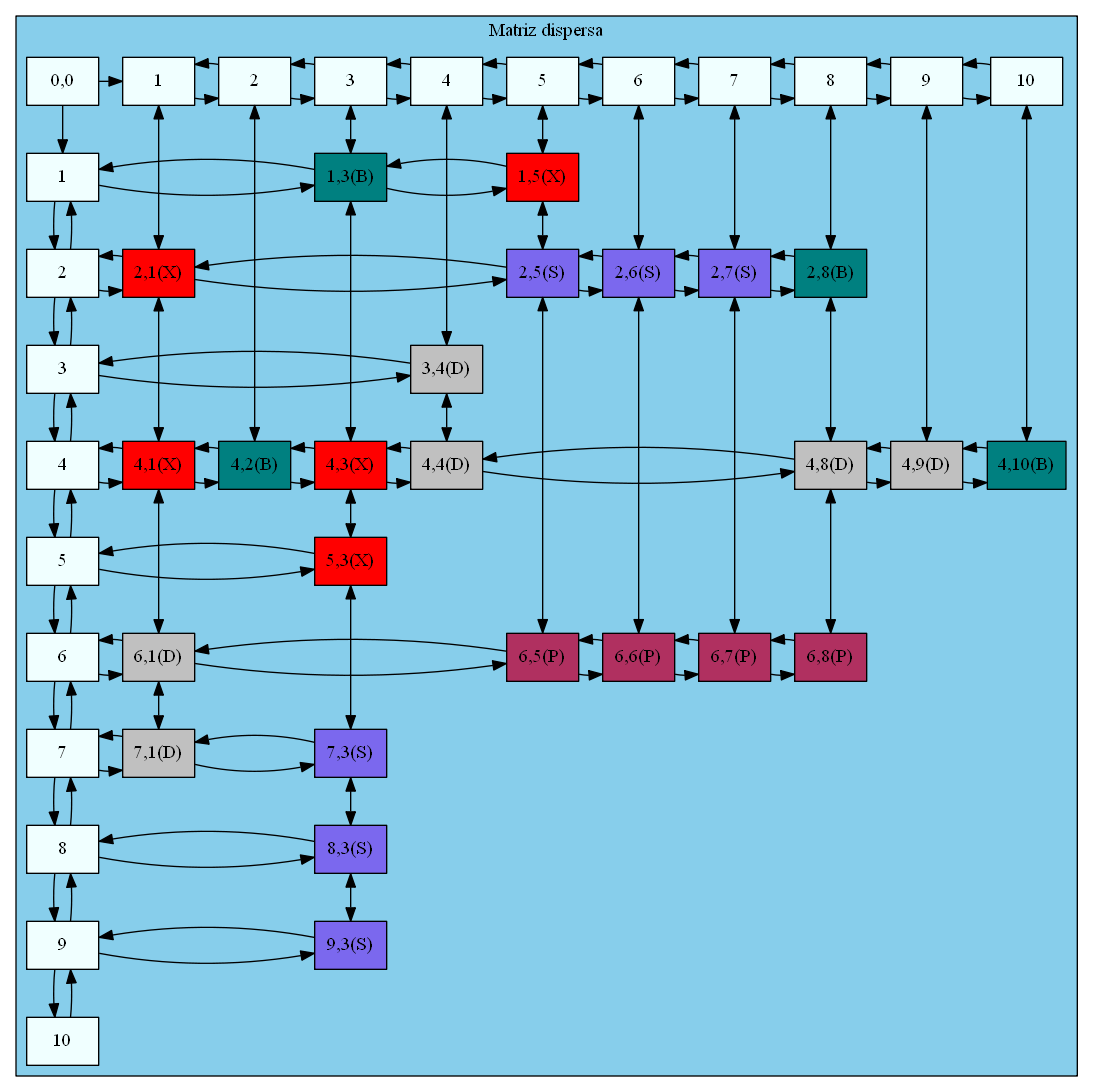 Matriz dispersa
0,0 1 2 3 4 5 6 7 8 9 10
1 1,3(B) 1,5(X)
2 2,1(X) 2,5(S) 2,6(S) 2,7(S) 2,8(B)
3 3,4(D)
4 4,1(X) 4,2(B) 4,3(X) 4,4(D) 4,8(D) 4,9(D) 4,10(B)
5 5,3(X)
6 6,1(D) 6,5(P) 6,6(P) 6,7(P) 6,8(P)
7 7,1(D) 7,3(S)
8 8,3(S)
9 9,3(S)
10